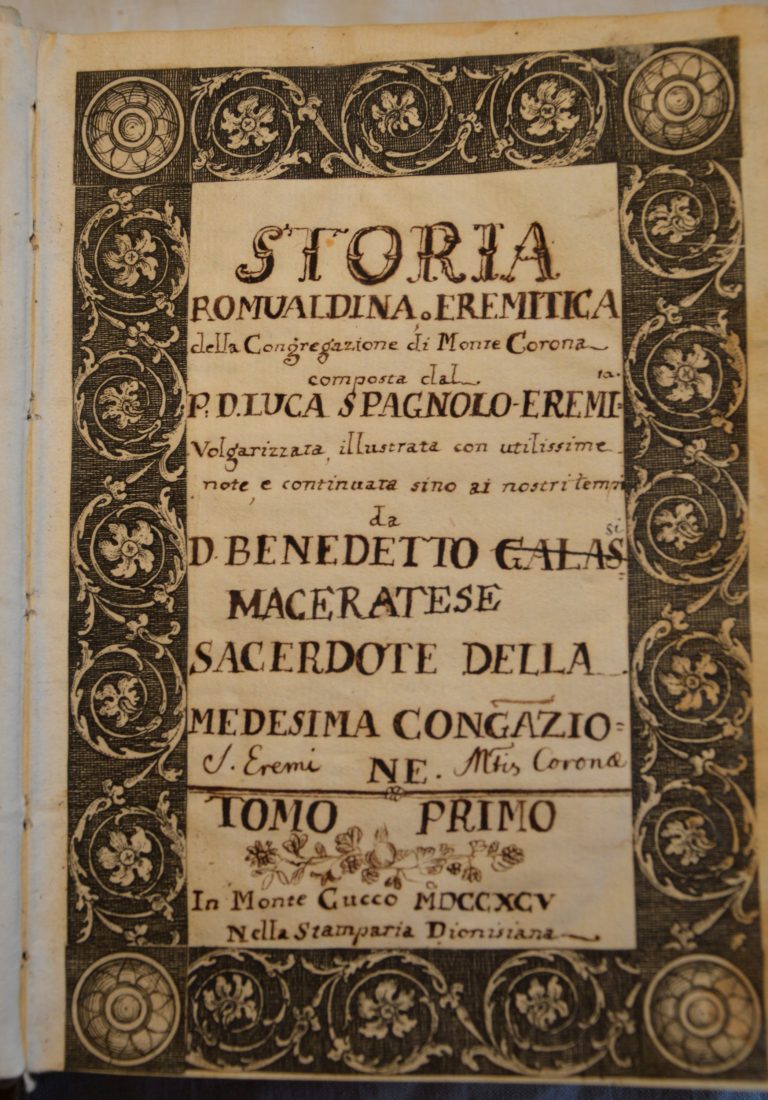 STORIA
ROMUALDINA, o EREMITICA
della Congregazione di Monte Corona
composta dal
P. D. LUCA SPAGNOLO-EREMI-ta.
Volgarizzata, illustrata con utilissime
note, e continuata sino ai nostri tempi
da
D. BENEDETTO GALASsi
MACERATESE
SACERDOTE DELLA
MEDESIMA CONGAZIO=
S. Eremi NE. Mtis Coronæ
TOMO PRIMO
In Monte Cucco MDCCXCV
Nella Stamparia Dionisiana